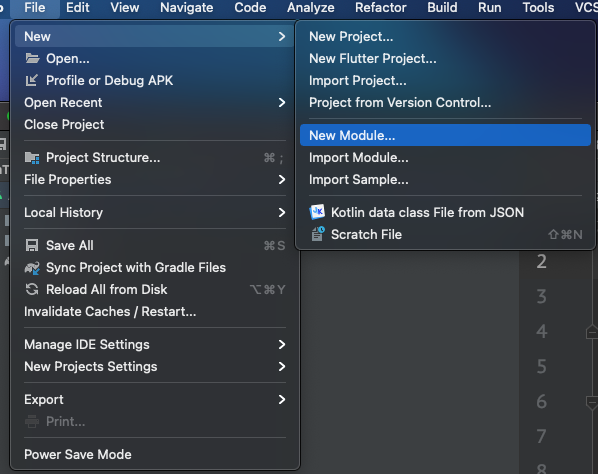 File Edit View Navigate Code Analyze Refactor Build Run Tools VCS
New
Open...
Profile or Debug APK
Open Recent
Close Project
Project Structure... ⌘ ;
File Properties
Local History
Save All ⌘S
Sync Project with Gradle Files
Reload All from Disk ⌥⌘Y
Invalidate Caches / Restart...
Manage IDE Settings
New Projects Settings
Export
Print...
Power Save Mode
New Project...
New Flutter Project...
Import Project...
Project from Version Control...
New Module...
Import Module...
Import Sample...
Kotlin data class File from JSON
Scratch File ⇧⌘N
2
3
4
5
6
7
8